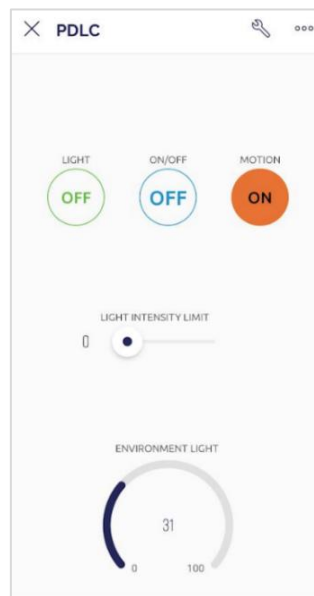 PDLC
LIGHT ON/OFF MOTION
OFF OFF ON
LIGHT INTENSITY LIMIT
0
ENVIRONMENT LIGHT
31
0 100